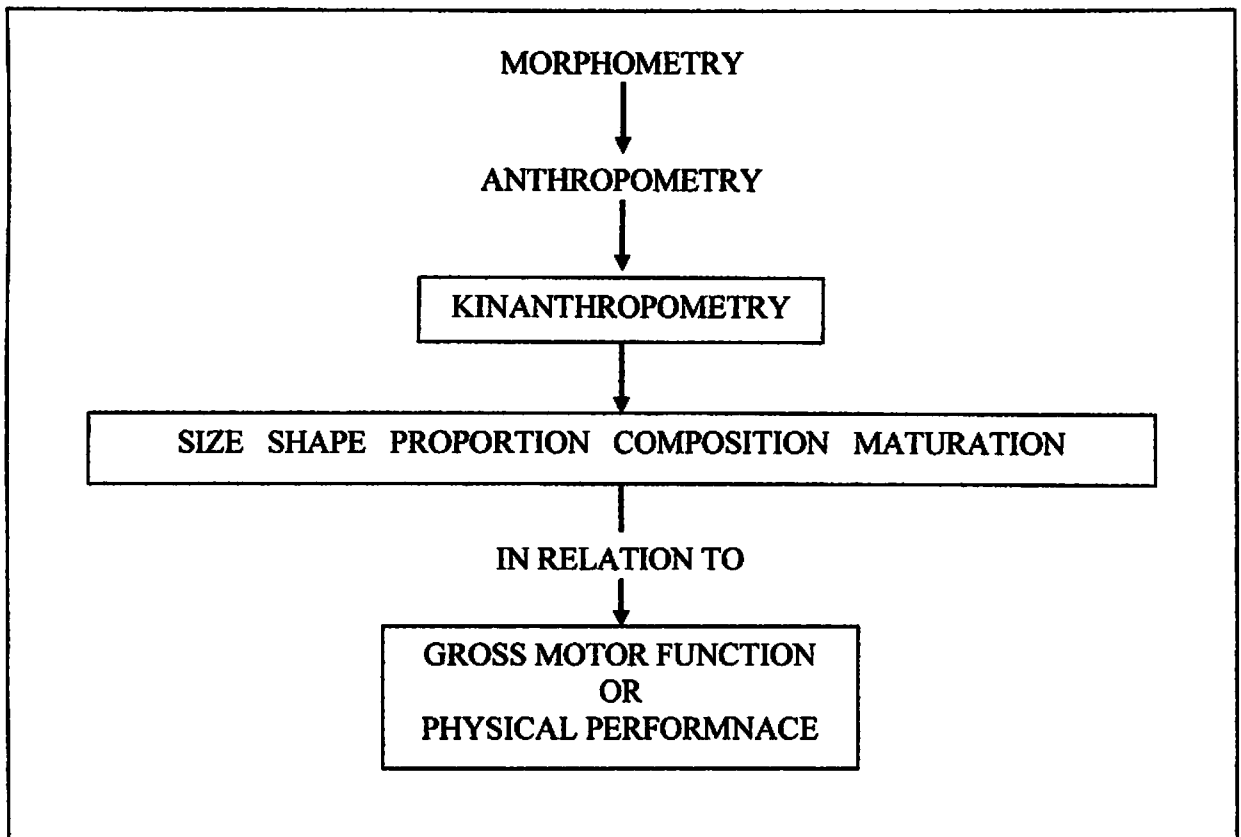 MORPHOMETRY
ANTHROPOMETRY
KINANTHROPOMETRY
SIZE SHAPE PROPORTION COMPOSITION MATURATION
IN RELATION TO
GROSS MOTOR FUNCTION
OR
PHYSICAL PERFORMNACE